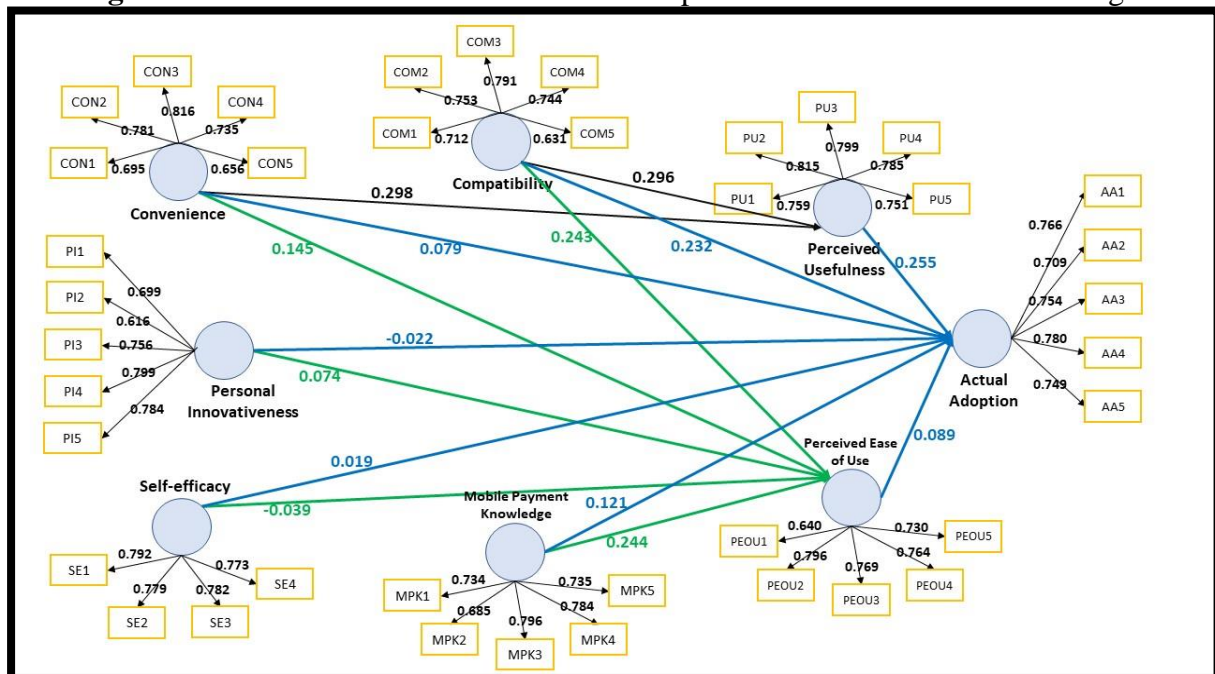 COM3
CON3
COM2
COM4
0.791
CON2
CON4
0.816
0.753
0.744
PU3
0.781
0.735
COM1
0.712
0.631
COM5
PU2
PU4
0.799
CON1
0.695
0.656
CON5
0.815
0.785
Compatibility
0.296
PU1
0.759
0.751
PU5
AA1
Convenience
0.298
0.766
0.145
0.079
0.243
0.232
Perceived
Usefulness
0.255
0.709
AA2
PI1
0.699
PI2
0.616
0.754
AA3
PI3
0.756
-0.022
0.780
AA4
PI4
0.799
0.074
Personal
Innovativeness
Actual
Adoption
0.749
AA5
0.784
PI5
0.089
Perceived Ease
of Use
0.019
Self-efficacy
-0.039
Mobile Payment
Knowledge
0.121
0.244
0.640
0.730
PEOU1
PEOU5
0.792
0.773
SE1
SE4
0.796
0.764
0.779
0.782
0.734
0.735
0.769
PEOU2
PEOU4
MPK1
MPK5
PEOU3
0.685
0.784
SE2
SE3
0.796
MPK2
MPK4
MPK3